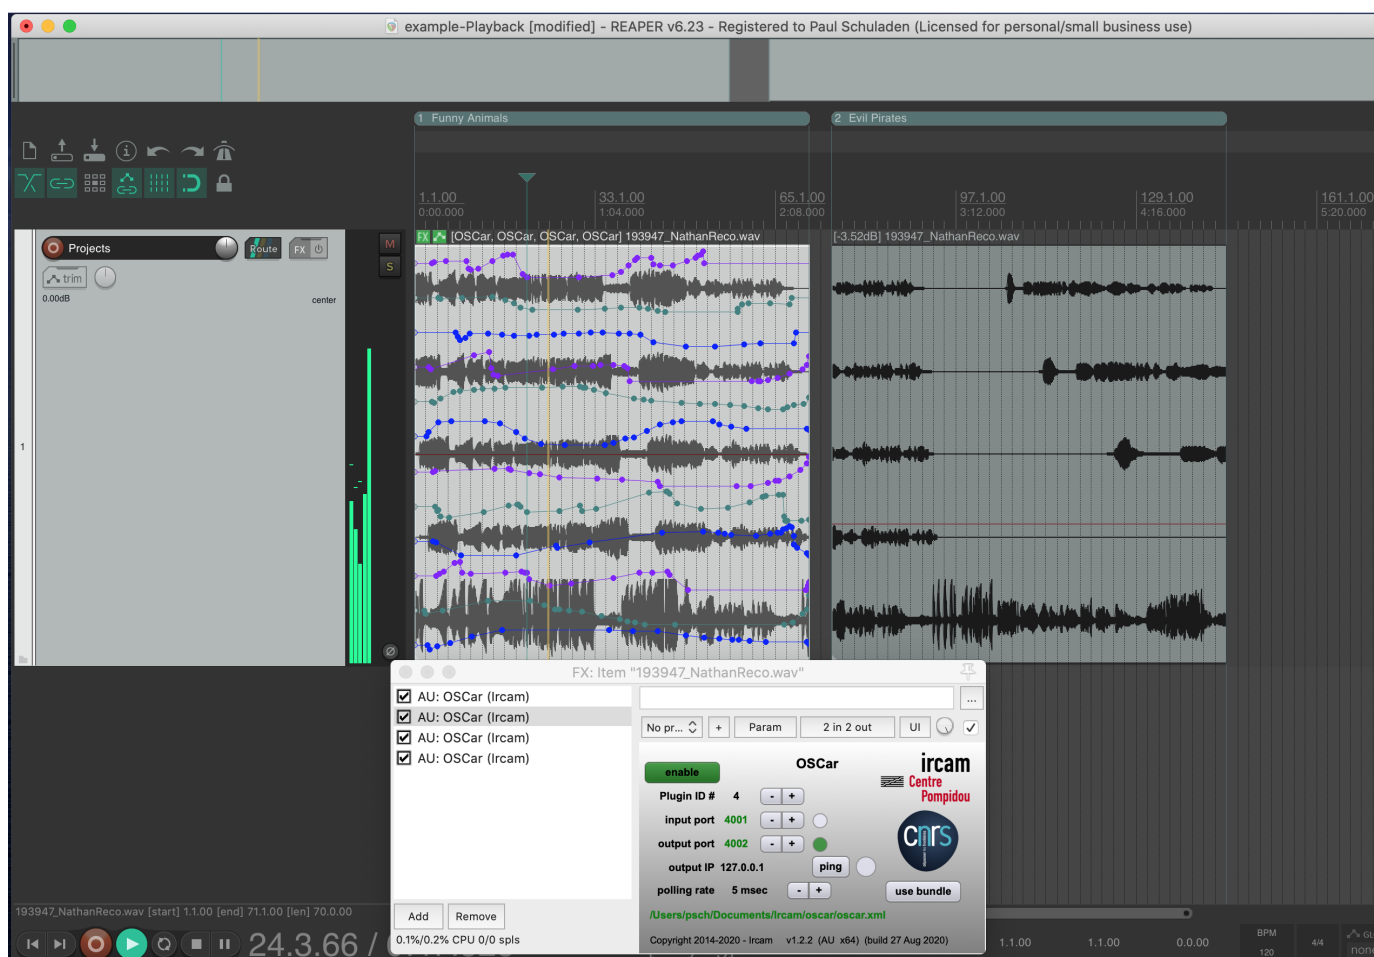 example-Playback [modified] - REAPER v6.23 - Registered to Paul Schuladen (Licensed for personal/small business use)
1 Funny Animals
2 Evil Pirates
1.1.00
33.1.00
65.1.00
97.1.00
129.1.00
161.1.00
0:00.000
1:04.000
2:08.000
3:12.000
4:16.000
5:20.000
Projects
Route
FX
M
S
trim
0.00dB
center
1
FX [OSCar, OSCar, OSCar, OSCar] 193947_NathanReco.wav
[-3.52dB] 193947_NathanReco.wav
FX: Item "193947_NathanReco.wav"
AU: OSCar (Ircam)
AU: OSCar (Ircam)
AU: OSCar (Ircam)
AU: OSCar (Ircam)
Add
Remove
0.1%/0.2% CPU 0/0 spls
...
No pr...
+
Param
2 in 2 out
UI
OSCar
ircam
Centre
Pompidou
cnrs
enable
Plugin ID # 4 - +
input port 4001 - +
output port 4002 - +
output IP 127.0.0.1 ping
polling rate 5 msec - +
use bundle
/Users/psch/Documents/Ircam/oscar/oscar.xml
Copyright 2014-2020 - Ircam v1.2.2 (AU x64) (build 27 Aug 2020)
193947_NathanReco.wav [start] 1.1.00 [end] 71.1.00 [len] 70.0.00
24.3.66 /
1.1.00
1.1.00
0.0.00
BPM
120
4/4
GL
none